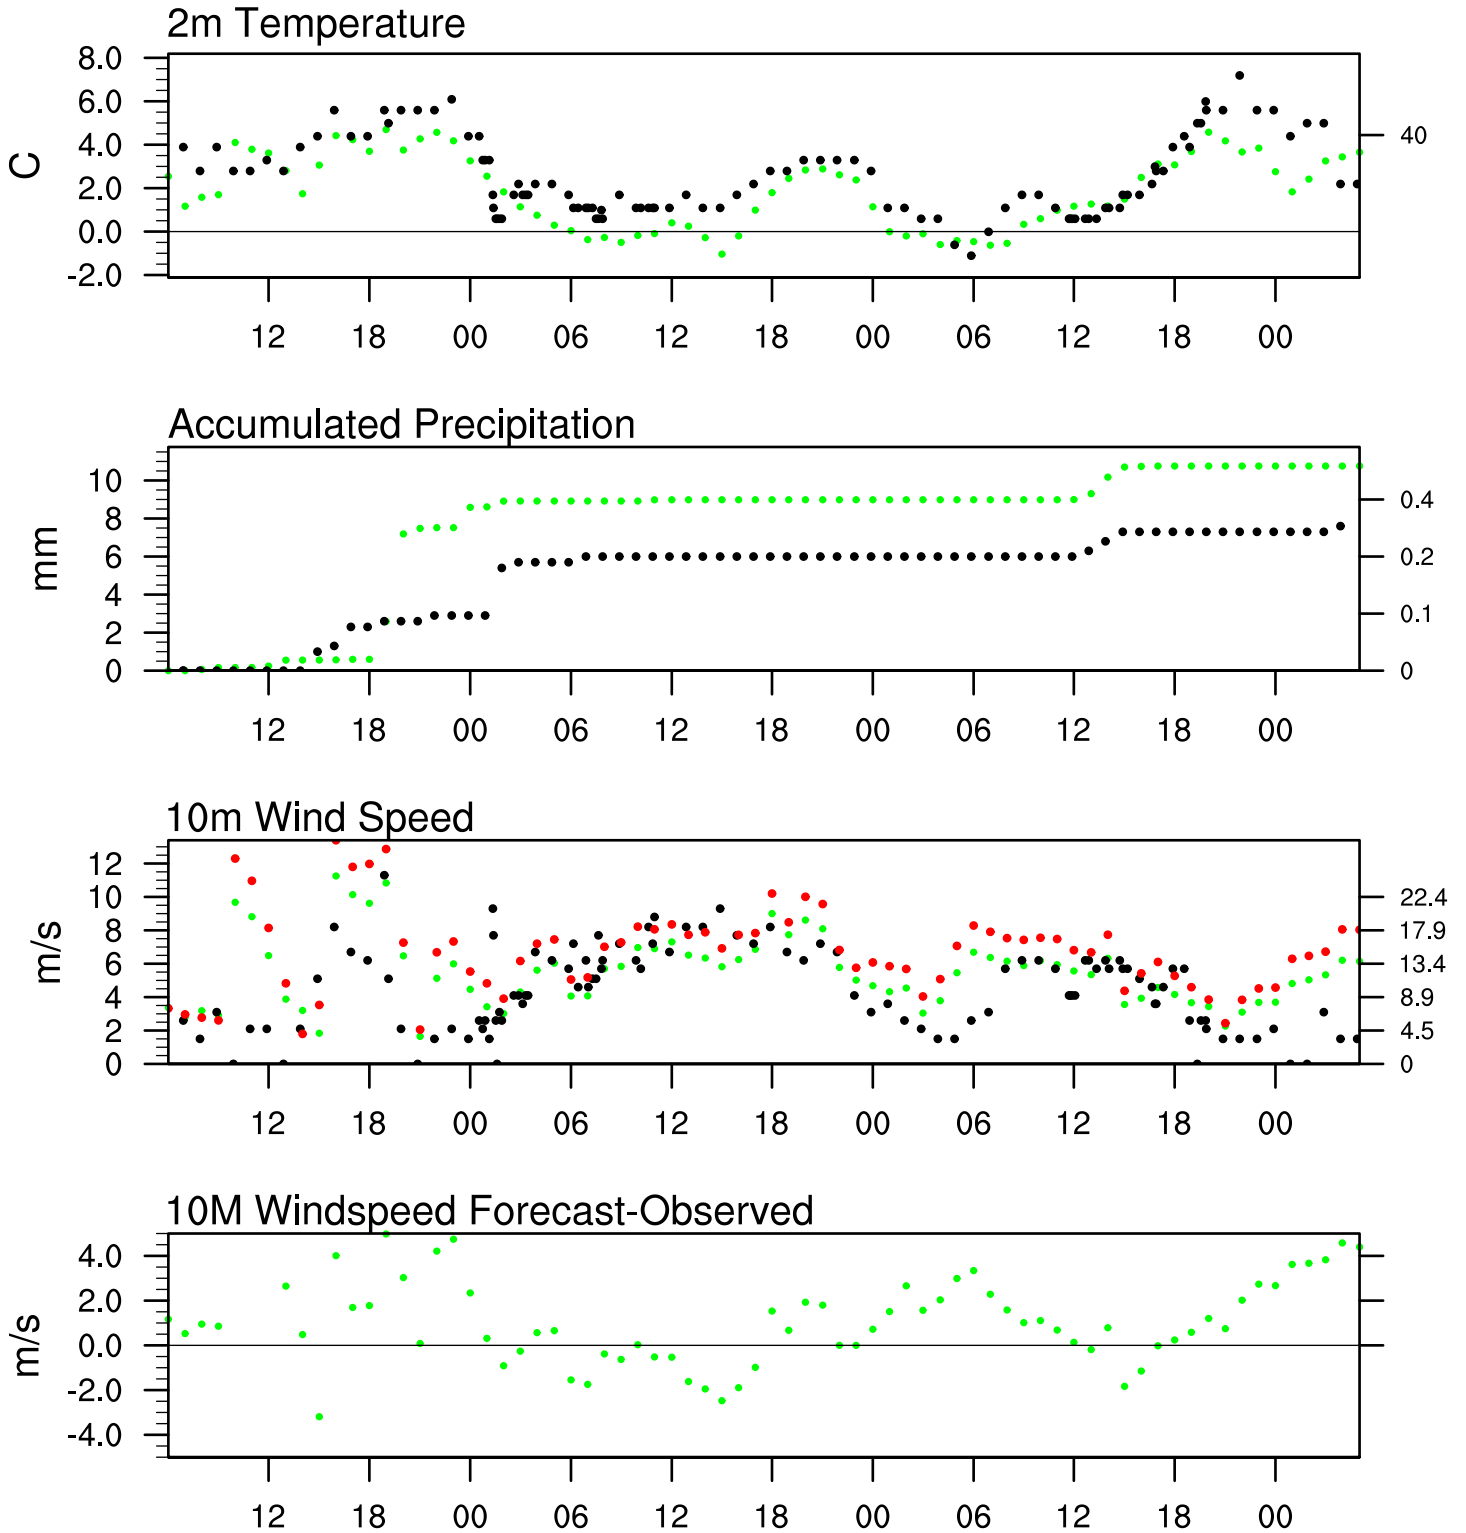 2m Temperature
8.0
6.0
4.0
2.0
0.0
-2.0
C
40
12 18 00 06 12 18 00 06 12 18 00
Accumulated Precipitation
10
8
6
4
2
0
mm
0.4
0.2
0.1
0
12 18 00 06 12 18 00 06 12 18 00
10m Wind Speed
12
10
8
6
4
2
0
m/s
22.4
17.9
13.4
8.9
4.5
0
12 18 00 06 12 18 00 06 12 18 00
10M Windspeed Forecast-Observed
4.0
2.0
0.0
-2.0
-4.0
m/s
12 18 00 06 12 18 00 06 12 18 00